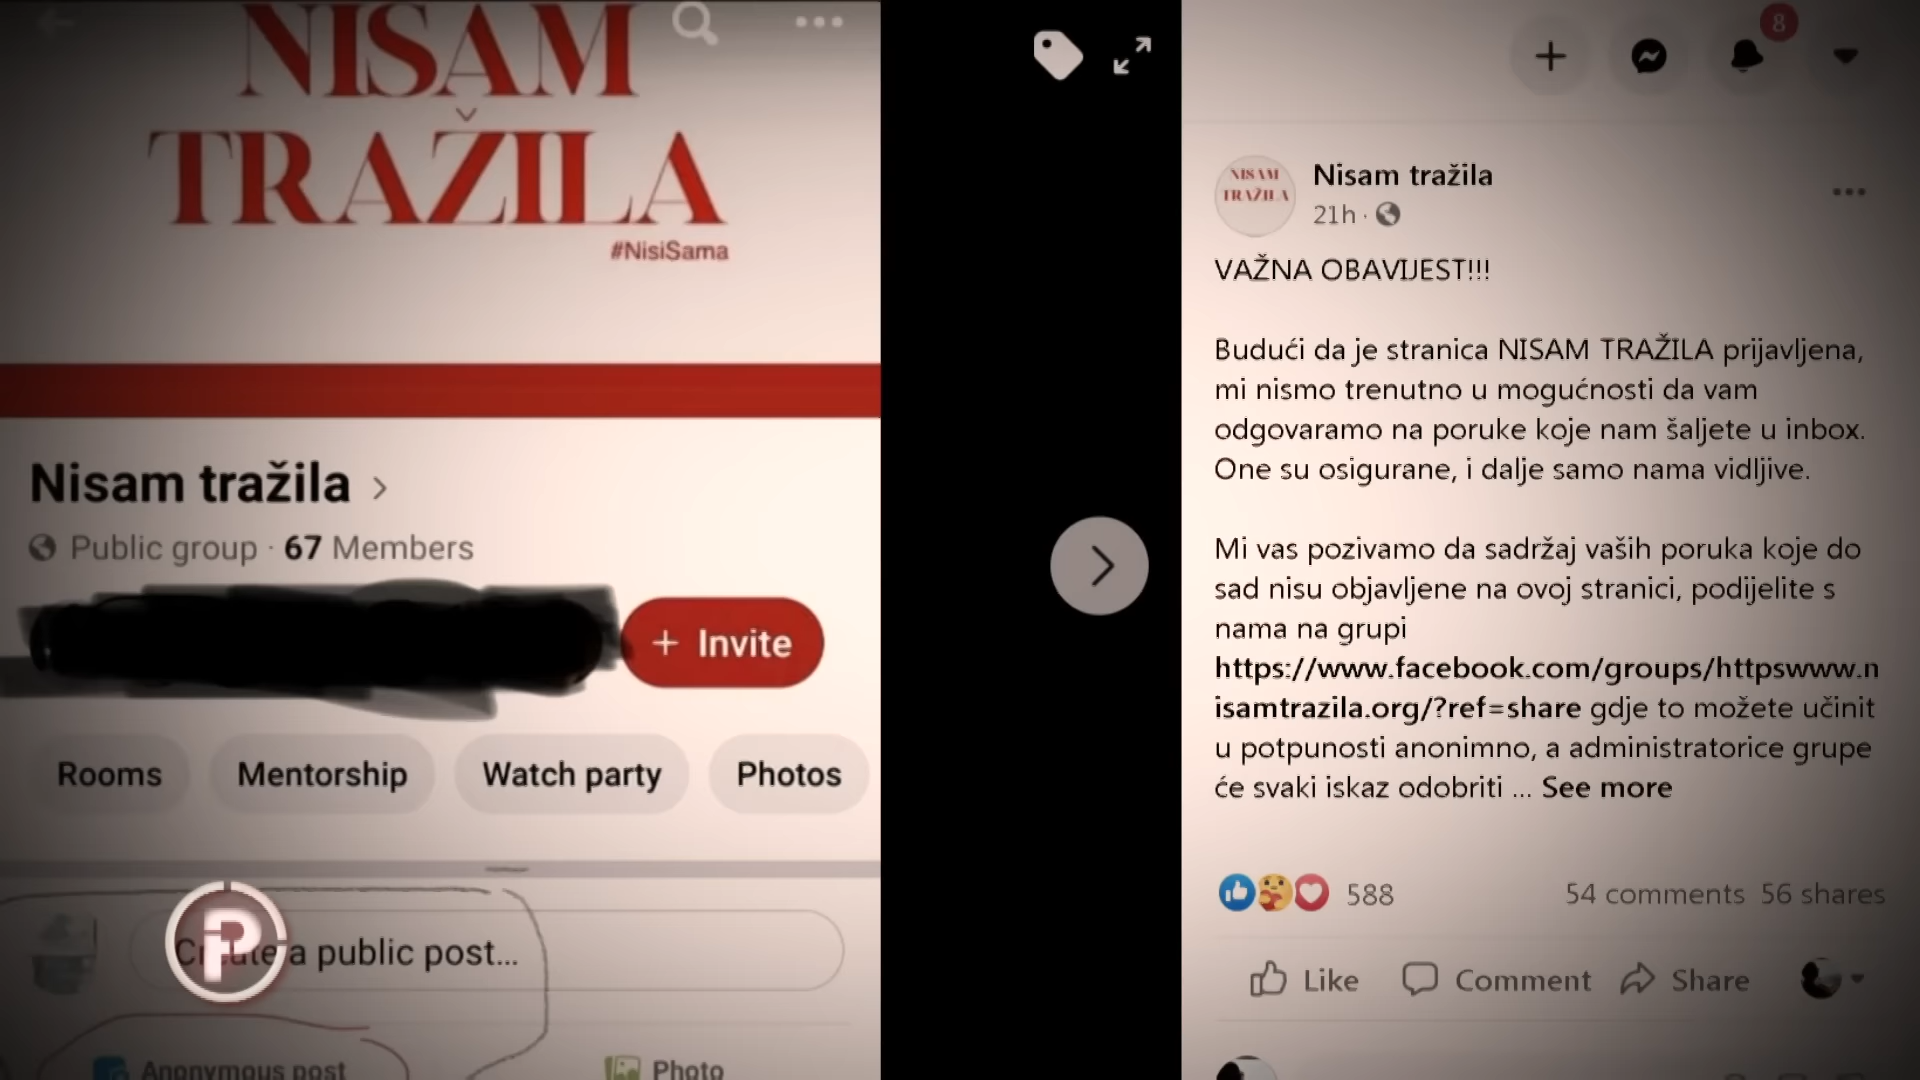 NISAM
TRAŽILA
#NisiSama
Nisam tražila
Public group · 67 Members
+ Invite
Rooms
Mentorship
Watch party
Photos
Create a public post...
Anonymous post
Photo
8
NISAM
TRAŽILA
Nisam tražila
21h ·
VAŽNA OBAVIJEST!!!
Budući da je stranica NISAM TRAŽILA prijavljena,
mi nismo trenutno u mogućnosti da vam
odgovaramo na poruke koje nam šaljete u inbox.
One su osigurane, i dalje samo nama vidljive.
Mi vas pozivamo da sadržaj vaših poruka koje do
sad nisu objavljene na ovoj stranici, podijelite s
nama na grupi
https://www.facebook.com/groups/httpswww.n
isamtrazila.org/?ref=share gdje to možete učinit
u potpunosti anonimno, a administratorice grupe
će svaki iskaz odobriti ... See more
588
54 comments 56 shares
Like
Comment
Share
P